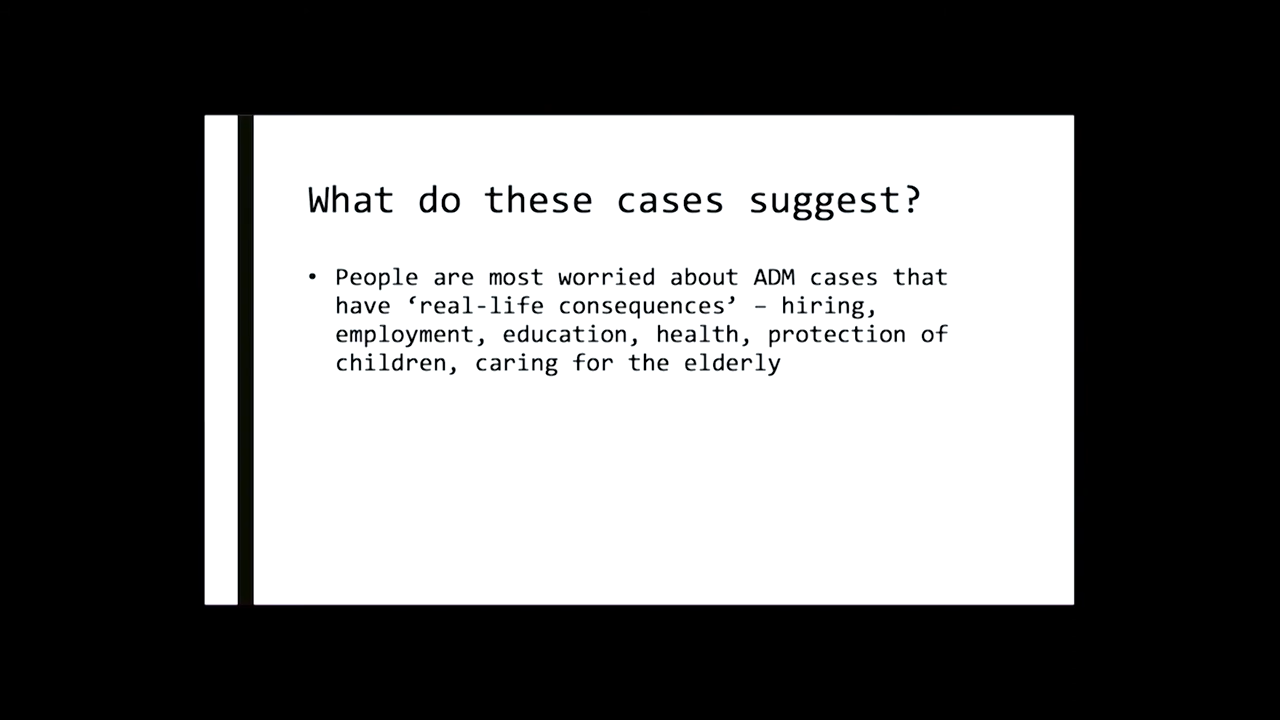 What do these cases suggest?
• People are most worried about ADM cases that
have ‘real-life consequences’ – hiring,
employment, education, health, protection of
children, caring for the elderly